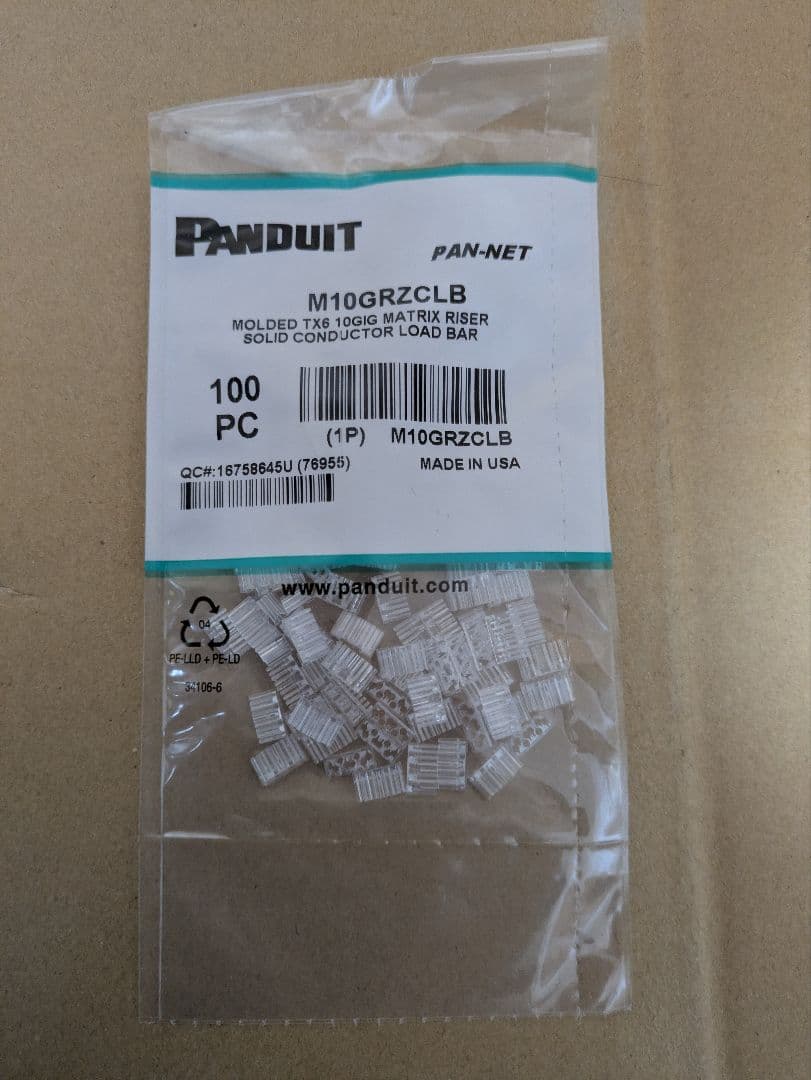 PANDUIT
PAN-NET
M10GRZCLB
MOLDED TX6 10GIG MATRIX RISER
SOLID CONDUCTOR LOAD BAR
100
PC
(1P) M10GRZCLB
QC#:16758645U (76955)
MADE IN USA
www.panduit.com
04
PE-LLD + PE-LD
34106-6